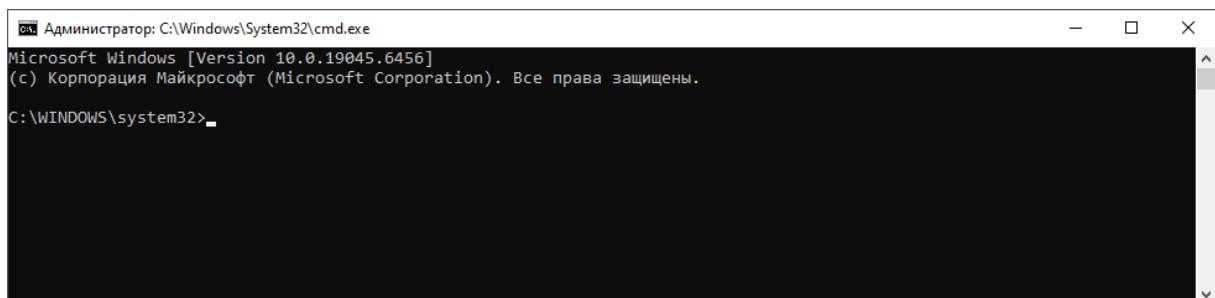 Администратор: C:\Windows\System32\cmd.exe
Microsoft Windows [Version 10.0.19045.6456]
(c) Корпорация Майкрософт (Microsoft Corporation). Все права защищены.
C:\WINDOWS\system32>